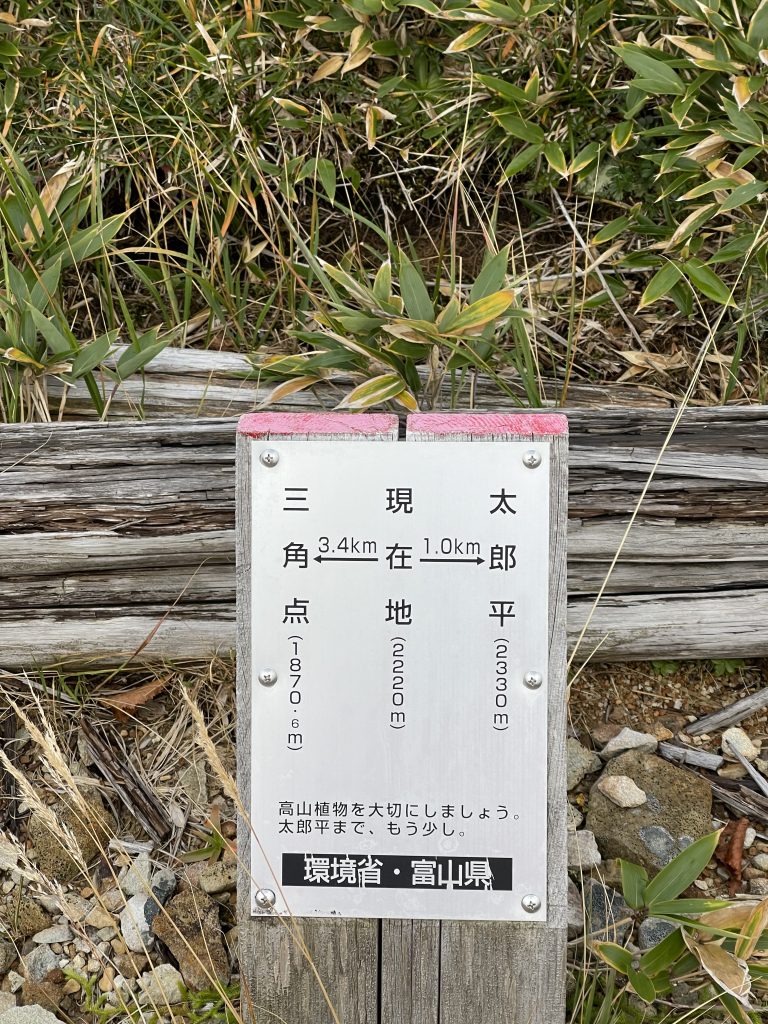 太郎平(2330m)
1.0km
現在地(2220m)
3.4km
三角点(1870.6m)
高山植物を大切にしましょう。
太郎平まで、もう少し。
環境省・富山県